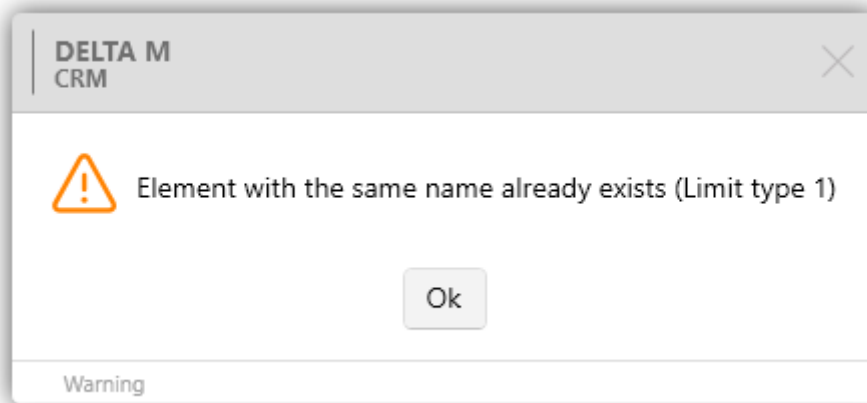 DELTA M
CRM
Element with the same name already exists (Limit type 1)
Ok
Warning